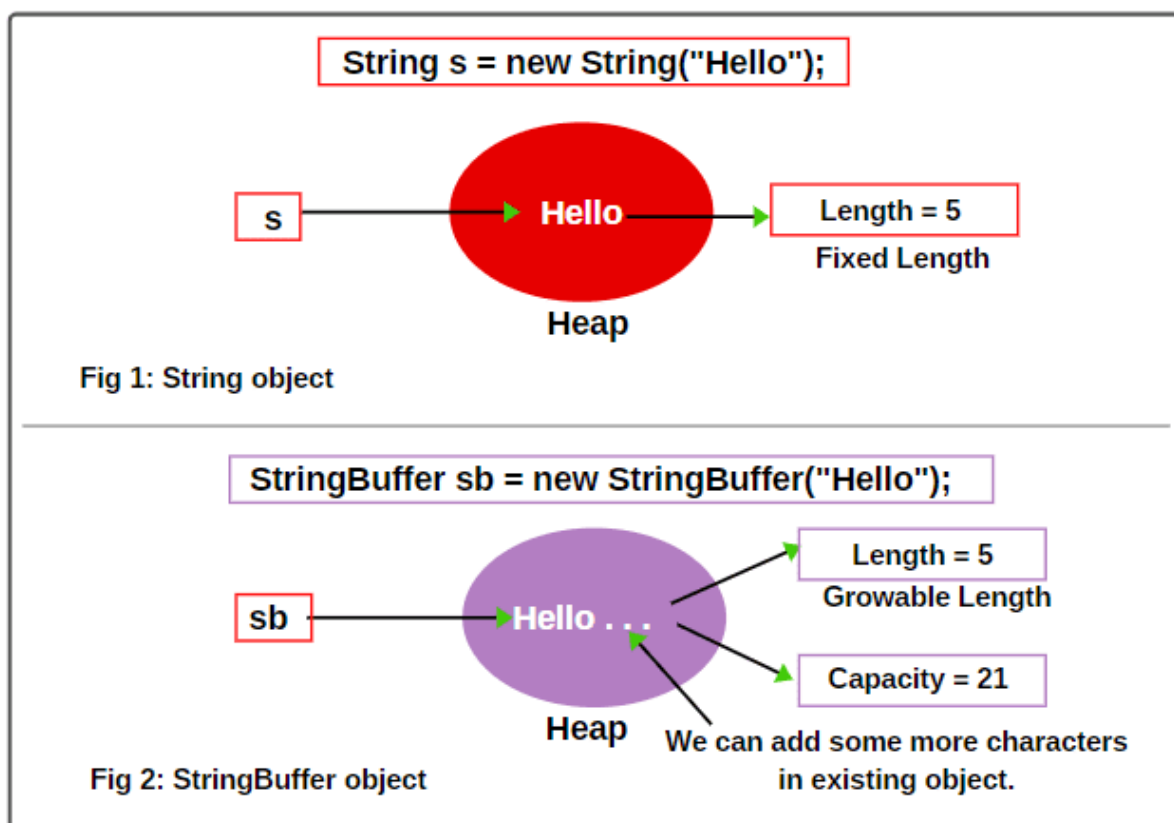 String s = new String("Hello");
s
Hello
Length = 5
Fixed Length
Heap
Fig 1: String object
StringBuffer sb = new StringBuffer("Hello");
Length = 5
Growable Length
sb
Hello . . .
Capacity = 21
Heap
We can add some more characters
in existing object.
Fig 2: StringBuffer object